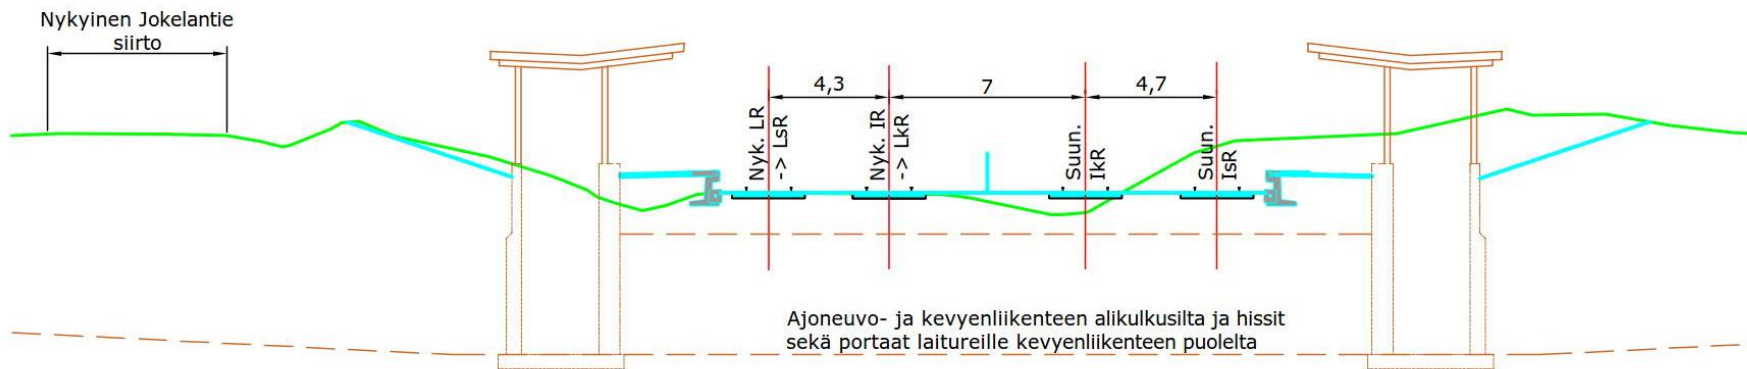 Nykyinen Jokelantie
siirto
4,3
7
4,7
Nyk. LR
-> LsR
Nyk. IR
-> LkR
Suun.
IkR
Suun.
IsR
Ajoneuvo- ja kevyenliikenteen alikulkusilta ja hissit
sekä portaat laitureille kevyenliikenteen puolelta